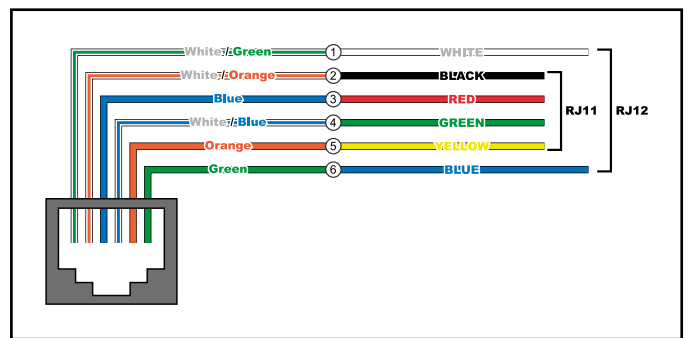 White/Green 1 WHITE
White/Orange 2 BLACK
Blue 3 RED
RJ11 RJ12
White/Blue 4 GREEN
Orange 5 YELLOW
Green 6 BLUE